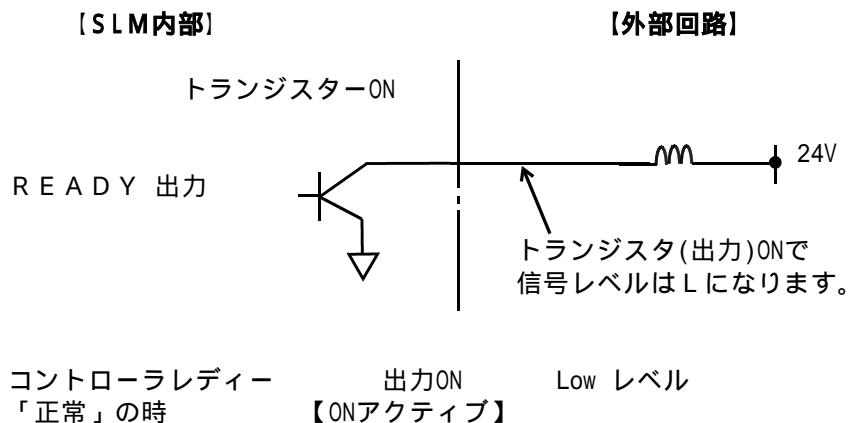 【SLM内部】
【外部回路】
トランジスターON
24V
READY 出力
トランジスタ(出力)ONで
信号レベルはLになります。
コントローラレディー 出力ON Low レベル
「正常」の時 【ONアクティブ】